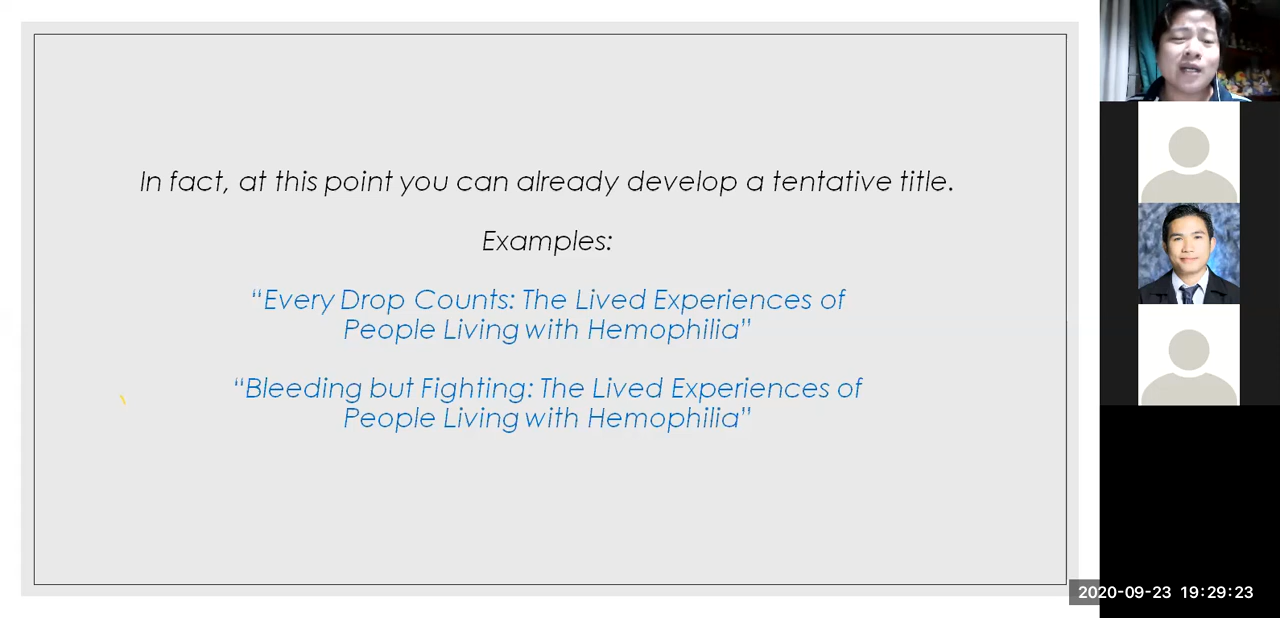 In fact, at this point you can already develop a tentative title.
Examples:
“Every Drop Counts: The Lived Experiences of
People Living with Hemophilia”
“Bleeding but Fighting: The Lived Experiences of
People Living with Hemophilia”
2020-09-23 19:29:23